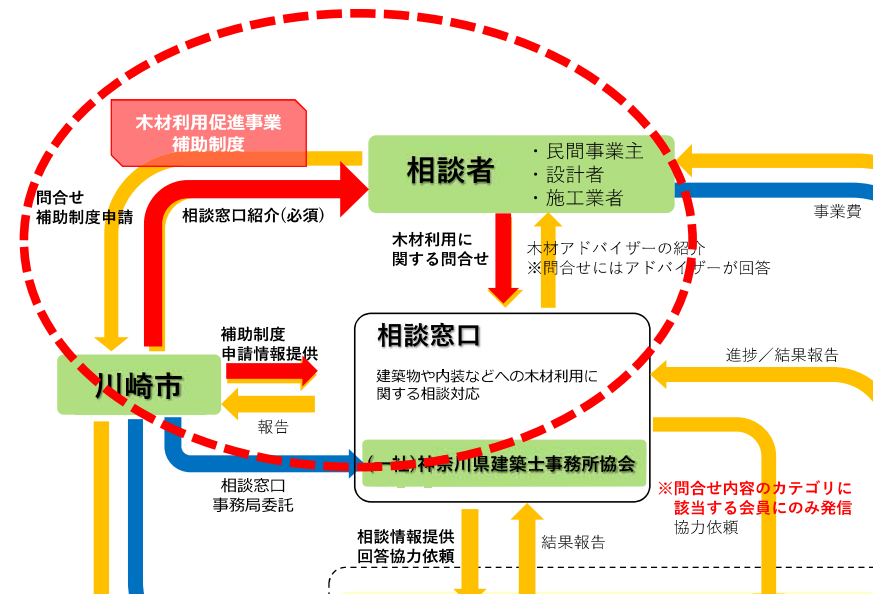 木材利用促進事業
補助制度
相談者
・民間事業主
・設計者
・施工業者
問合せ
補助制度申請
相談窓口紹介(必須)
事業費
木材利用に
関する問合せ
木材アドバイザーの紹介
※問合せにはアドバイザーが回答
相談窓口
建築物や内装などへの木材利用に
関する相談対応
補助制度
申請情報提供
進捗／結果報告
川崎市
報告
(一社)神奈川県建築士事務所協会
相談窓口
事務局委託
※問合せ内容のカテゴリに
該当する会員にのみ発信
協力依頼
相談情報提供
回答協力依頼
結果報告